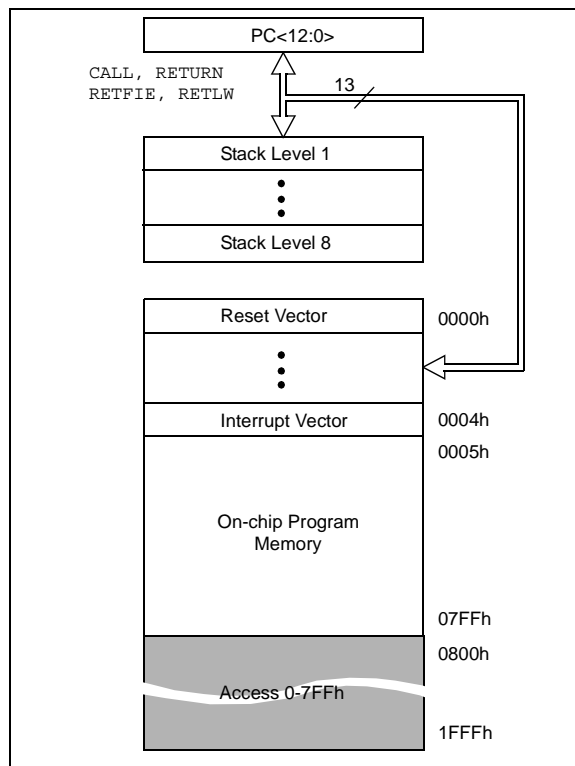 PC<12:0>
CALL, RETURN
RETFIE, RETLW
13
Stack Level 1
Stack Level 8
Reset Vector
0000h
Interrupt Vector
0004h
0005h
On-chip Program
Memory
07FFh
0800h
Access 0-7FFh
1FFFh